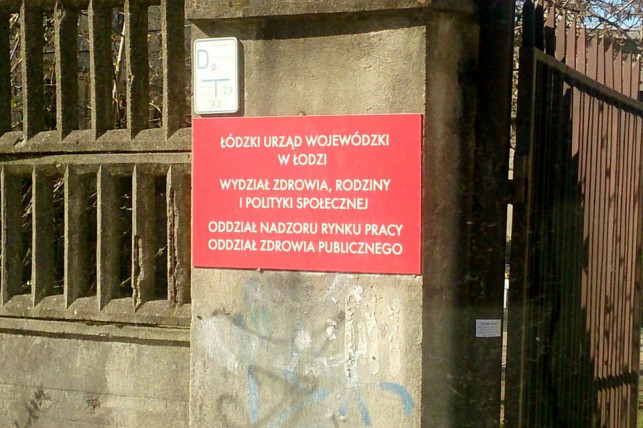 D
ŁÓDZKI URZĄD WOJEWÓDZKI
W ŁODZI
WYDZIAŁ ZDROWIA, RODZINY
I POLITYKI SPOŁECZNEJ
ODDZIAŁ NADZORU RYNKU PRACY
ODDZIAŁ ZDROWIA PUBLICZNEGO